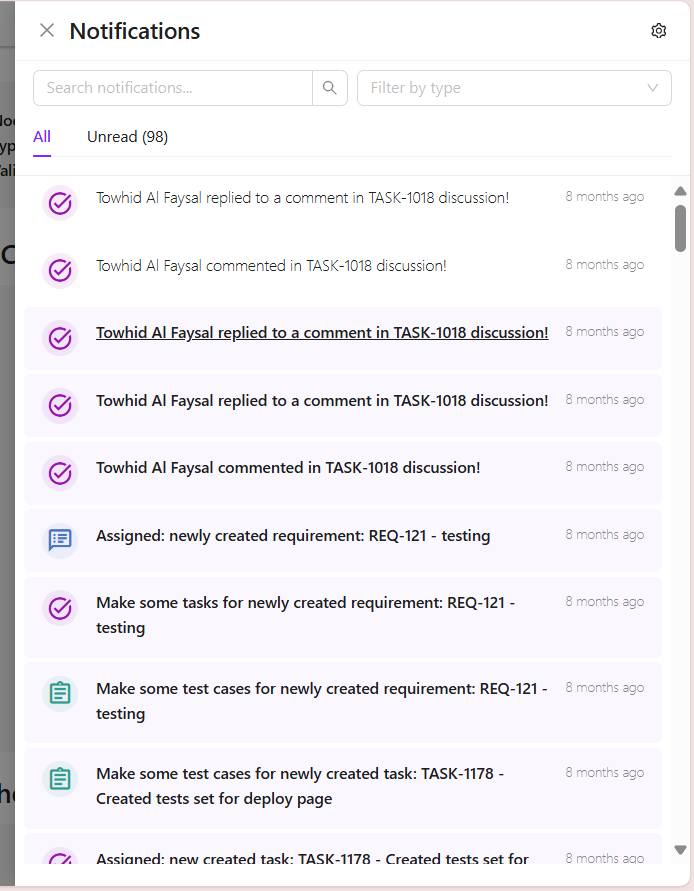 Notifications
Search notifications...
Filter by type
All
Unread (98)
Towhid Al Faysal replied to a comment in TASK-1018 discussion!
8 months ago
Towhid Al Faysal commented in TASK-1018 discussion!
8 months ago
Towhid Al Faysal replied to a comment in TASK-1018 discussion!
8 months ago
Towhid Al Faysal replied to a comment in TASK-1018 discussion!
8 months ago
Towhid Al Faysal commented in TASK-1018 discussion!
8 months ago
Assigned: newly created requirement: REQ-121 - testing
8 months ago
Make some tasks for newly created requirement: REQ-121 -
testing
8 months ago
Make some test cases for newly created requirement: REQ-121 -
testing
8 months ago
Make some test cases for newly created task: TASK-1178 -
Created tests set for deploy page
8 months ago
Assigned: new created task: TASK-1178 - Created tests set for
8 months ago